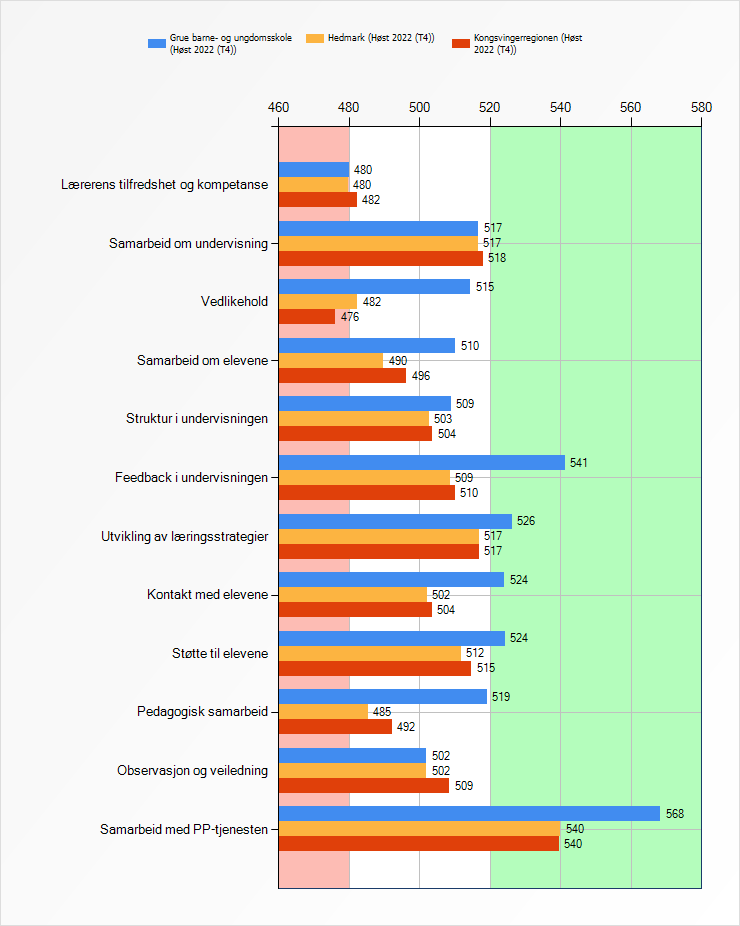 Grue barne- og ungdomsskole
(Høst 2022 (T4))
Hedmark (Høst 2022 (T4))
Kongsvingerregionen (Høst
2022 (T4))
460 480 500 520 540 560 580
Lærerens tilfredshet og kompetanse
480
480
482
Samarbeid om undervisning
517
517
518
Vedlikehold
515
482
476
Samarbeid om elevene
510
490
496
Struktur i undervisningen
509
503
504
Feedback i undervisningen
541
509
510
Utvikling av læringsstrategier
526
517
517
Kontakt med elevene
524
502
504
Støtte til elevene
524
512
515
Pedagogisk samarbeid
519
485
492
Observasjon og veiledning
502
502
509
Samarbeid med PP-tjenesten
568
540
540